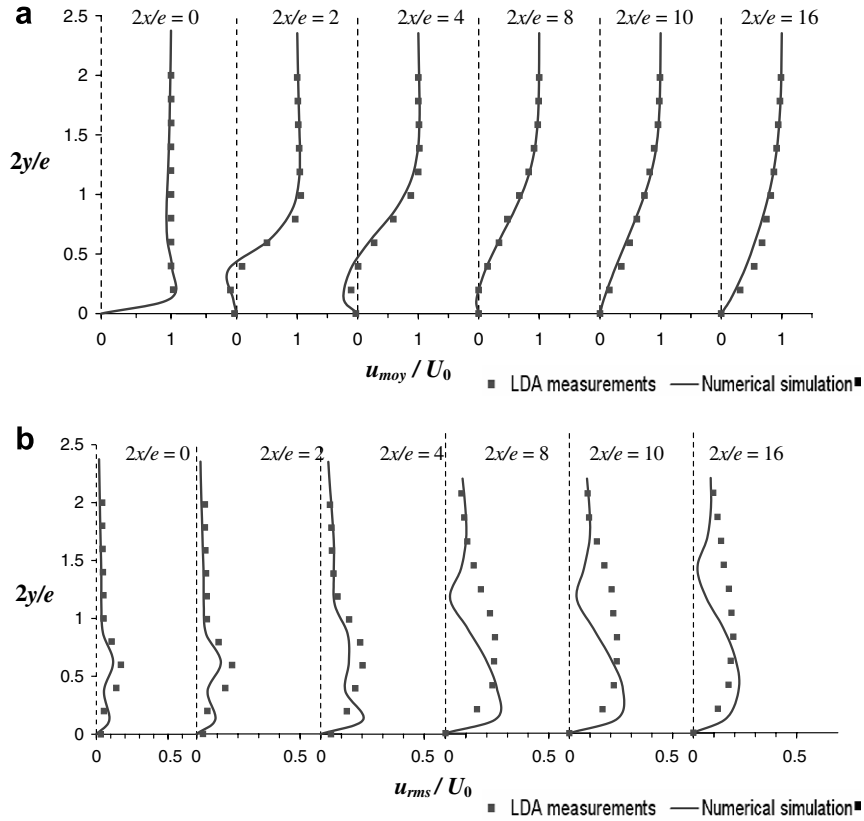 a
2x/e = 0 2x/e = 2 2x/e = 4 2x/e = 8 2x/e = 10 2x/e = 16
2.5
2
1.5
2y/e
1
0.5
0
0 1 0 1 0 1 0 1 0 1 0 1
u_moy / U_0
LDA measurements Numerical simulation
b
2x/e = 0 2x/e = 2 2x/e = 4 2x/e = 8 2x/e = 10 2x/e = 16
2.5
2
1.5
2y/e
1
0.5
0
0 0.5 0 0.5 0 0.5 0 0.5 0 0.5 0 0.5
u_rms / U_0
LDA measurements Numerical simulation